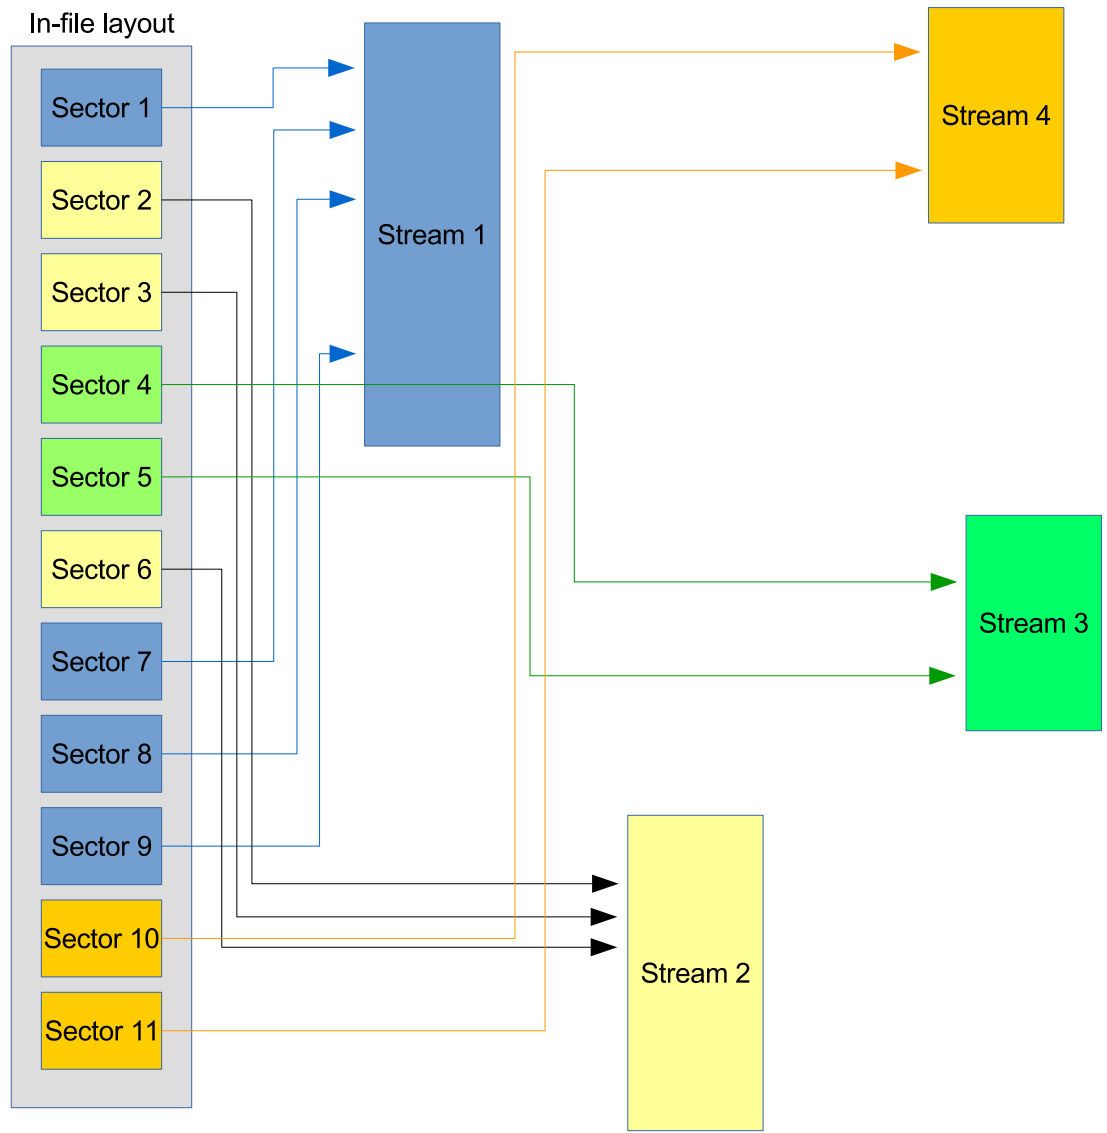 In-file layout
Sector 1
Sector 2
Sector 3
Sector 4
Sector 5
Sector 6
Sector 7
Sector 8
Sector 9
Sector 10
Sector 11
Stream 1
Stream 4
Stream 3
Stream 2